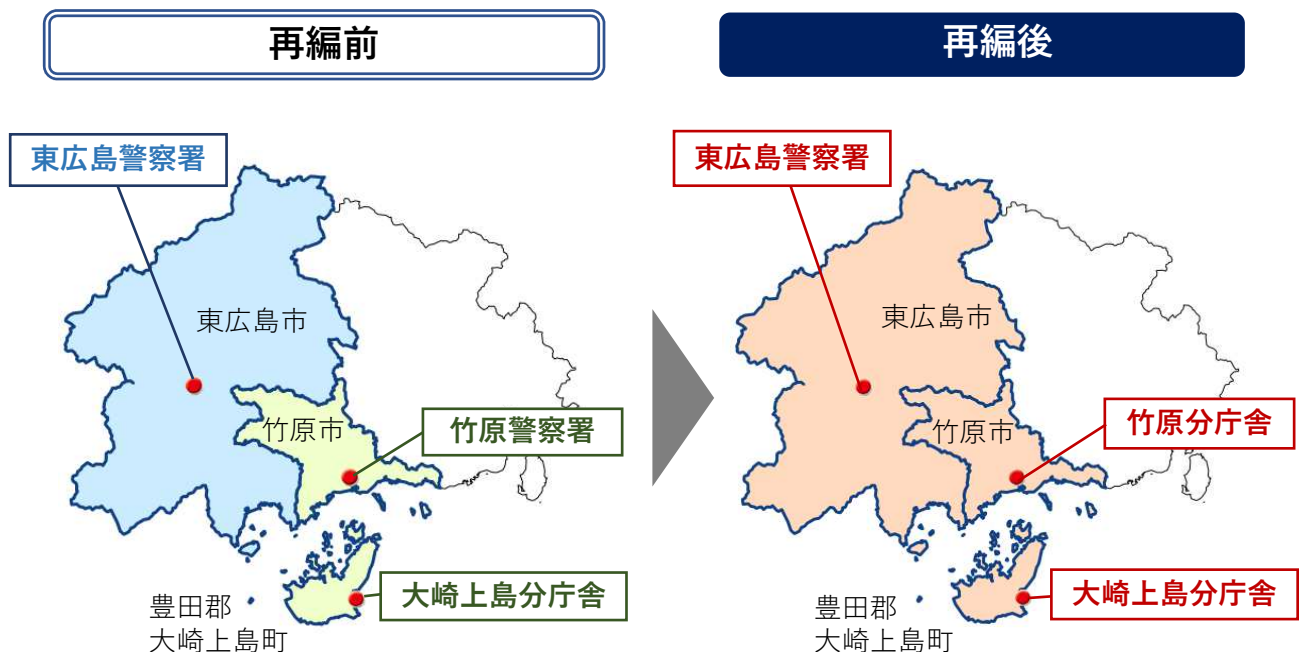 再編前
再編後
東広島警察署
東広島市
竹原市
竹原警察署
大崎上島分庁舎
豊田郡
大崎上島町
東広島警察署
東広島市
竹原市
竹原分庁舎
大崎上島分庁舎
豊田郡
大崎上島町